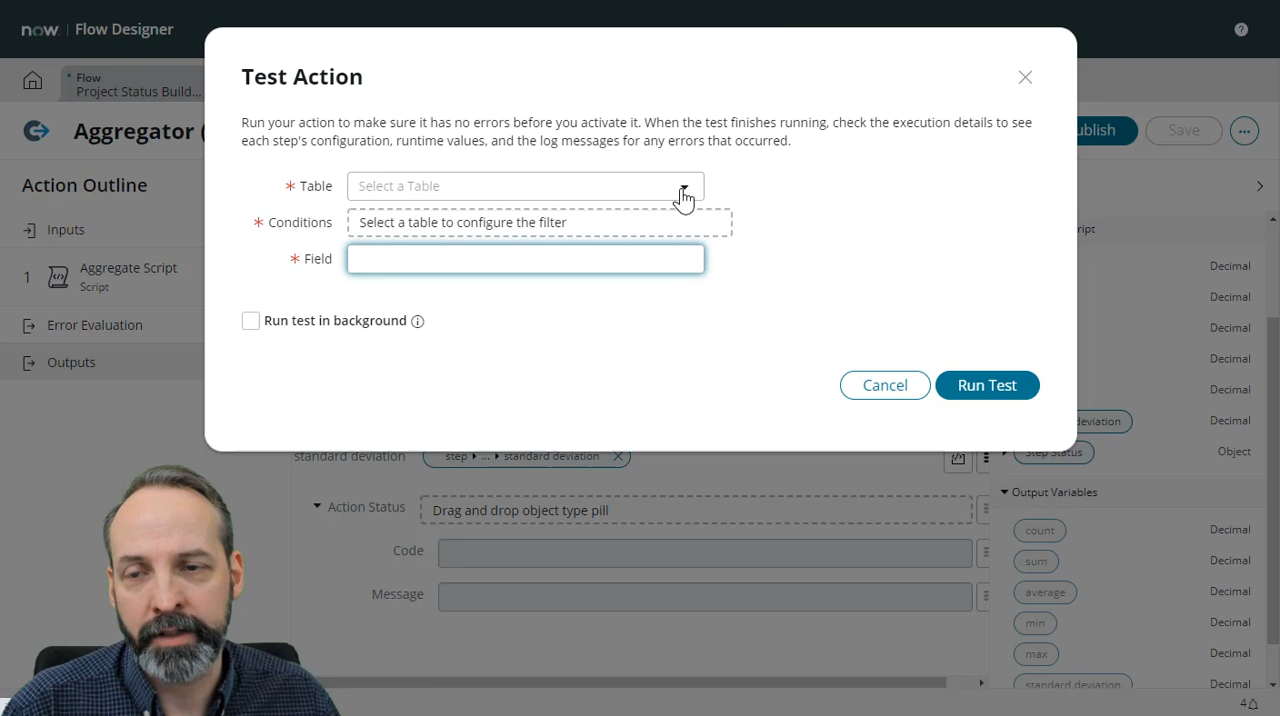 now. Flow Designer
Flow
Project Status Build...
Aggregator (
ublish
Save
Action Outline
Inputs
1 Aggregate Script
Script
Error Evaluation
Outputs
Test Action
Run your action to make sure it has no errors before you activate it. When the test finishes running, check the execution details to see
each step's configuration, runtime values, and the log messages for any errors that occurred.
* Table Select a Table
* Conditions Select a table to configure the filter
* Field
Run test in background
Cancel Run Test
standard deviation step ... standard deviation
Action Status Drag and drop object type pill
Code
Message
ript
Decimal
Decimal
Decimal
Decimal
Decimal
eviation Decimal
Step Status Object
Output Variables
count Decimal
sum Decimal
average Decimal
min Decimal
max Decimal
standard deviation Decimal
4